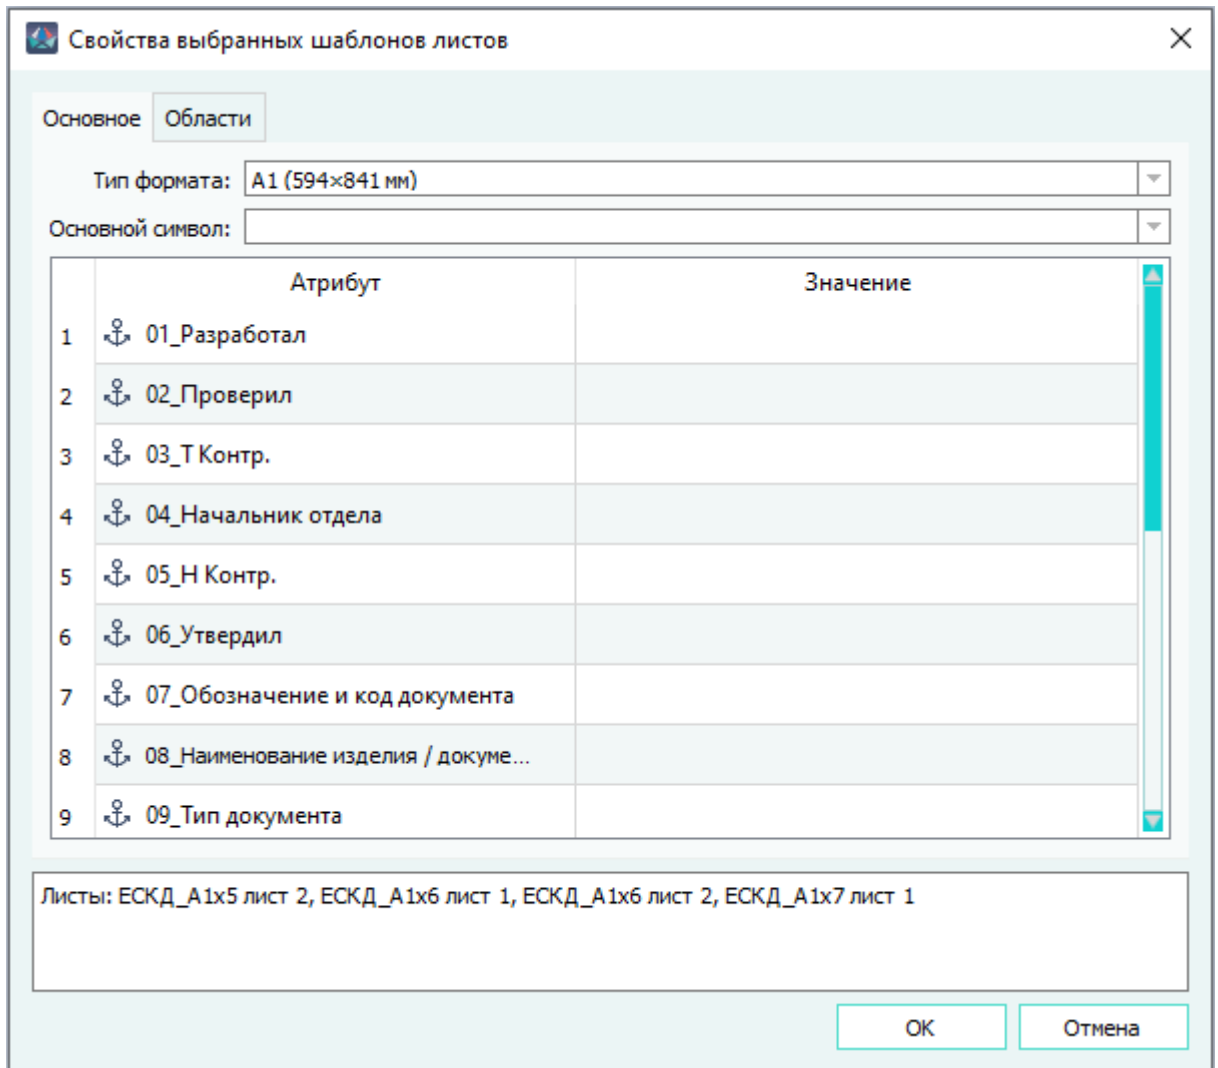 Свойства выбранных шаблонов листов
Основное Области
Тип формата: А1 (594×841 мм)
Основной символ:
Атрибут Значение
1 01_Разработал
2 02_Проверил
3 03_Т Контр.
4 04_Начальник отдела
5 05_Н Контр.
6 06_Утвердил
7 07_Обозначение и код документа
8 08_Наименование изделия / докуме...
9 09_Тип документа
Листы: ЕСКД_А1х5 лист 2, ЕСКД_А1х6 лист 1, ЕСКД_А1х6 лист 2, ЕСКД_А1х7 лист 1
ОК Отмена